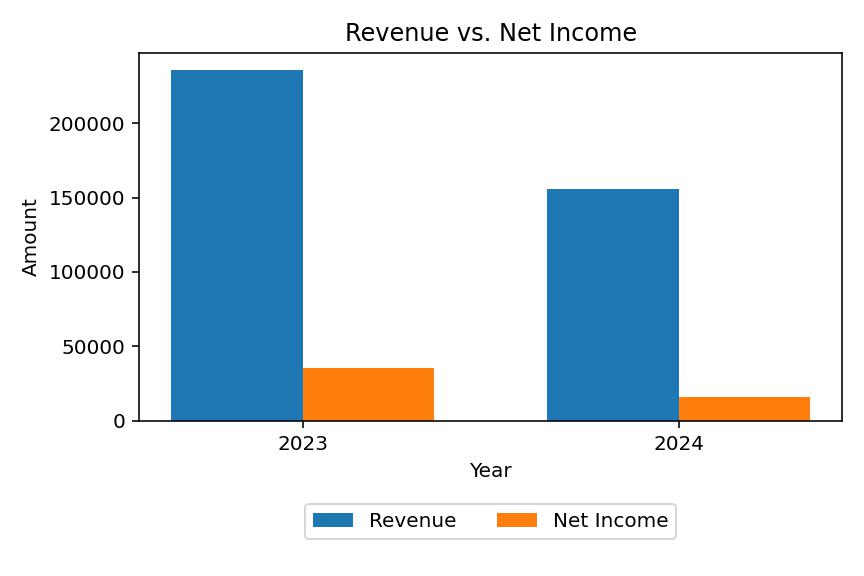 Revenue vs. Net Income
Amount
200000
150000
100000
50000
0
2023 2024
Year
Revenue Net Income